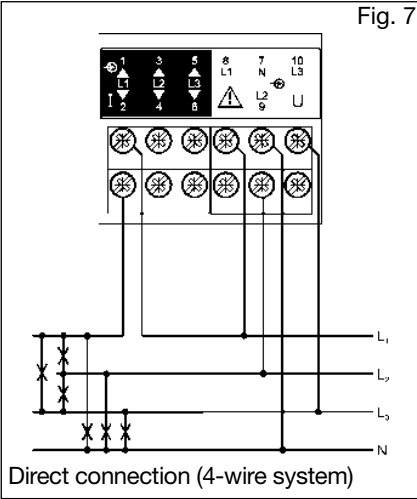 Fig. 7
1 3 5 8 7 10
L1 N L3
L1 L2 L3
I L2 U
2 4 6 9
L₁
L₂
L₃
N
Direct connection (4-wire system)